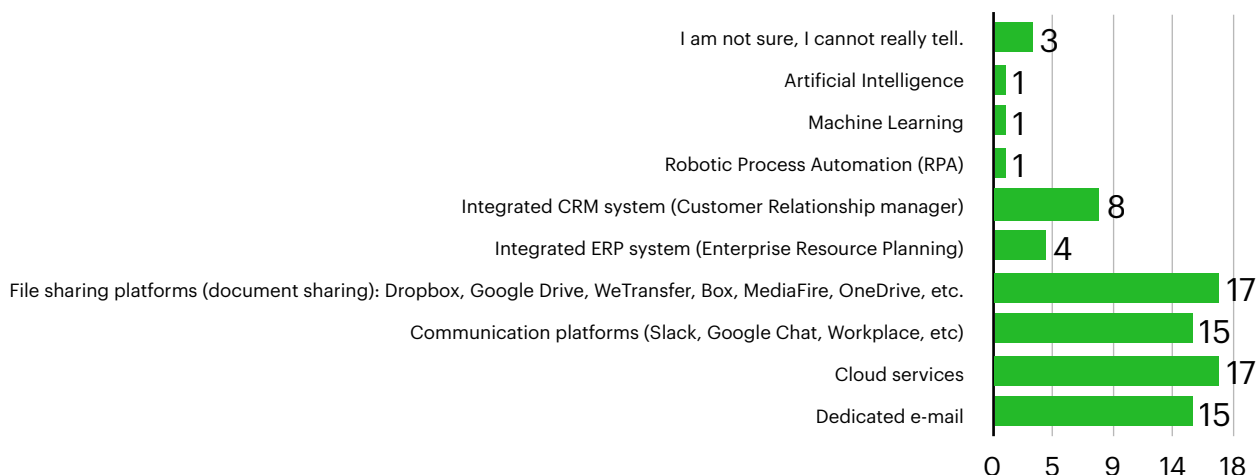 I am not sure, I cannot really tell. 3
Artificial Intelligence 1
Machine Learning 1
Robotic Process Automation (RPA) 1
Integrated CRM system (Customer Relationship manager) 8
Integrated ERP system (Enterprise Resource Planning) 4
File sharing platforms (document sharing): Dropbox, Google Drive, WeTransfer, Box, MediaFire, OneDrive, etc. 17
Communication platforms (Slack, Google Chat, Workplace, etc) 15
Cloud services 17
Dedicated e-mail 15
0 5 9 14 18